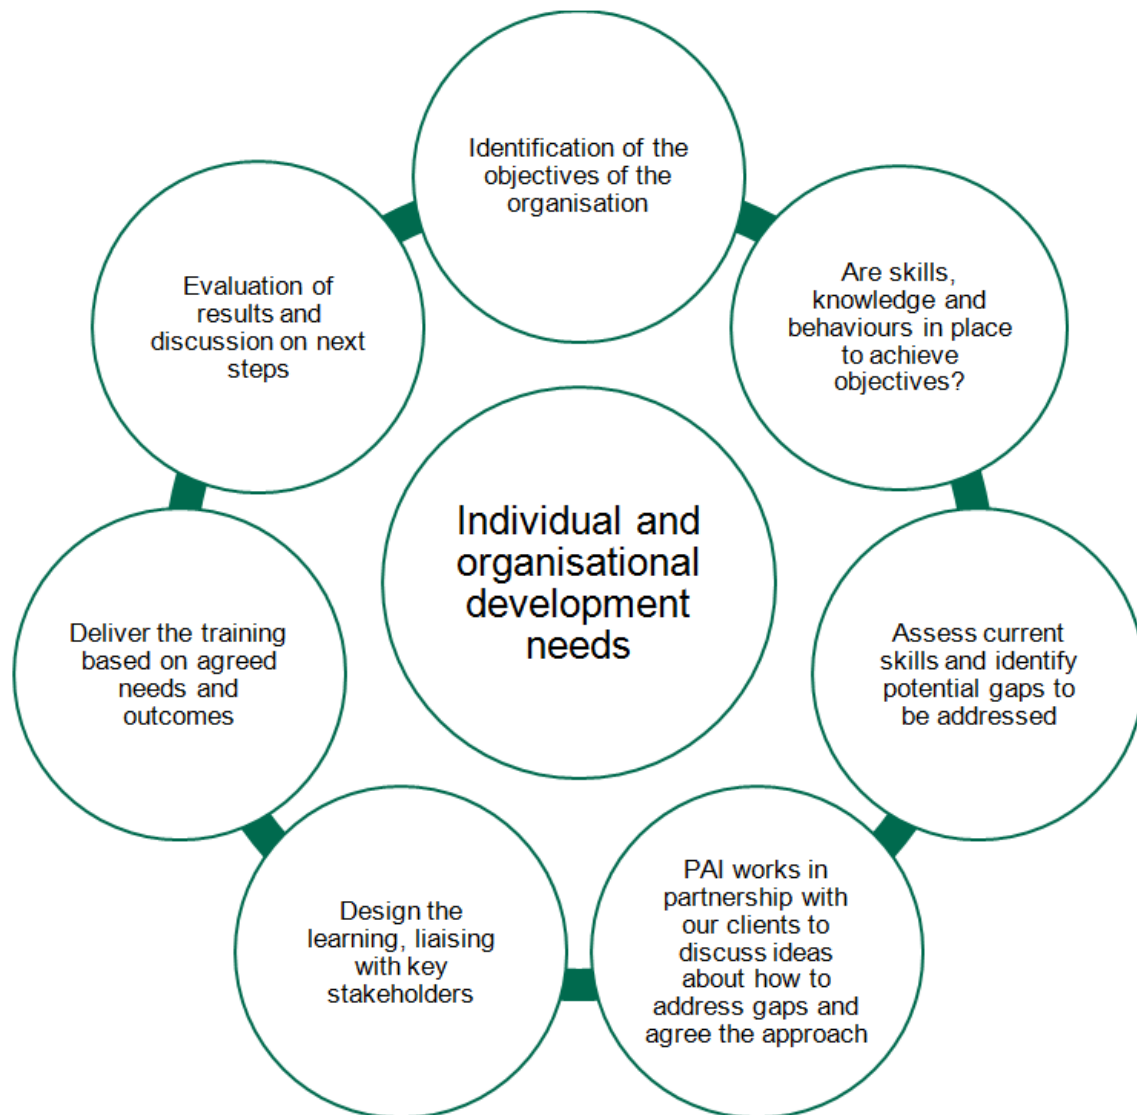 Identification of the
objectives of the
organisation
Are skills,
knowledge and
behaviours in place
to achieve
objectives?
Assess current
skills and identify
potential gaps to
be addressed
PAI works in
partnership with
our clients to
discuss ideas
about how to
address gaps and
agree the approach
Design the
learning, liaising
with key
stakeholders
Deliver the training
based on agreed
needs and
outcomes
Evaluation of
results and
discussion on next
steps
Individual and
organisational
development
needs